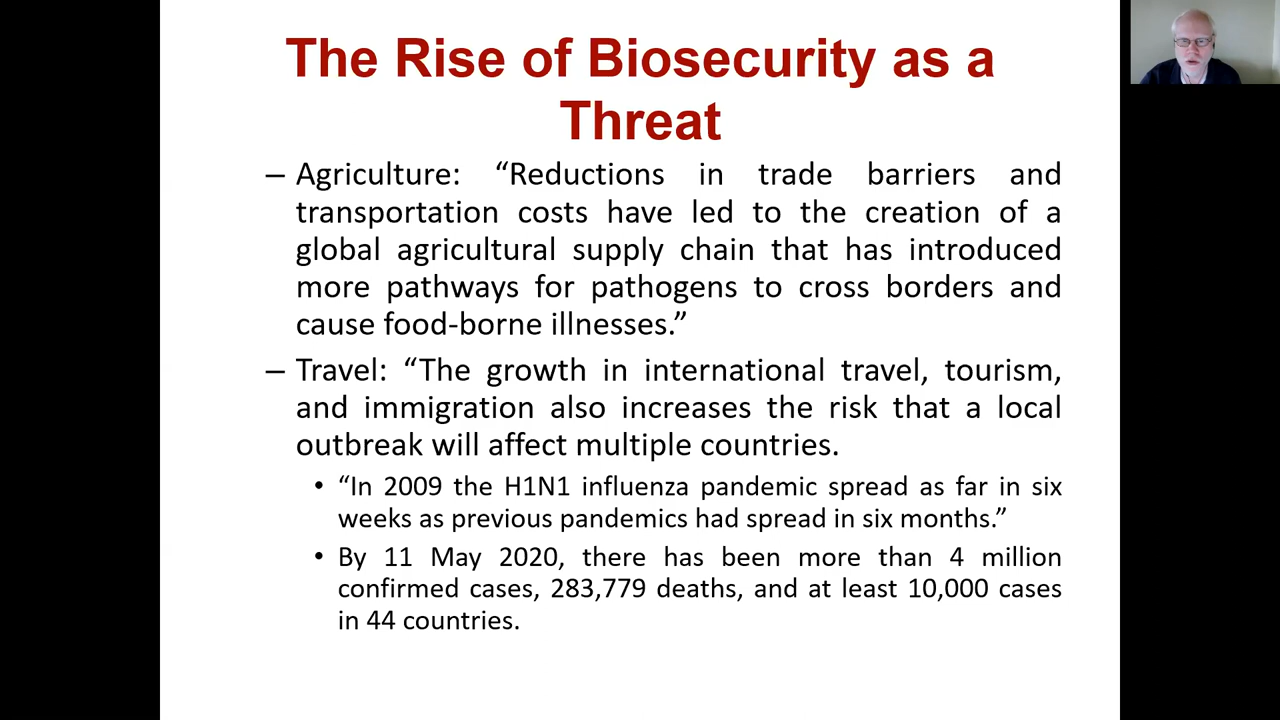 The Rise of Biosecurity as a
Threat
– Agriculture: “Reductions in trade barriers and
transportation costs have led to the creation of a
global agricultural supply chain that has introduced
more pathways for pathogens to cross borders and
cause food-borne illnesses.”
– Travel: “The growth in international travel, tourism,
and immigration also increases the risk that a local
outbreak will affect multiple countries.
• “In 2009 the H1N1 influenza pandemic spread as far in six
weeks as previous pandemics had spread in six months.”
• By 11 May 2020, there has been more than 4 million
confirmed cases, 283,779 deaths, and at least 10,000 cases
in 44 countries.